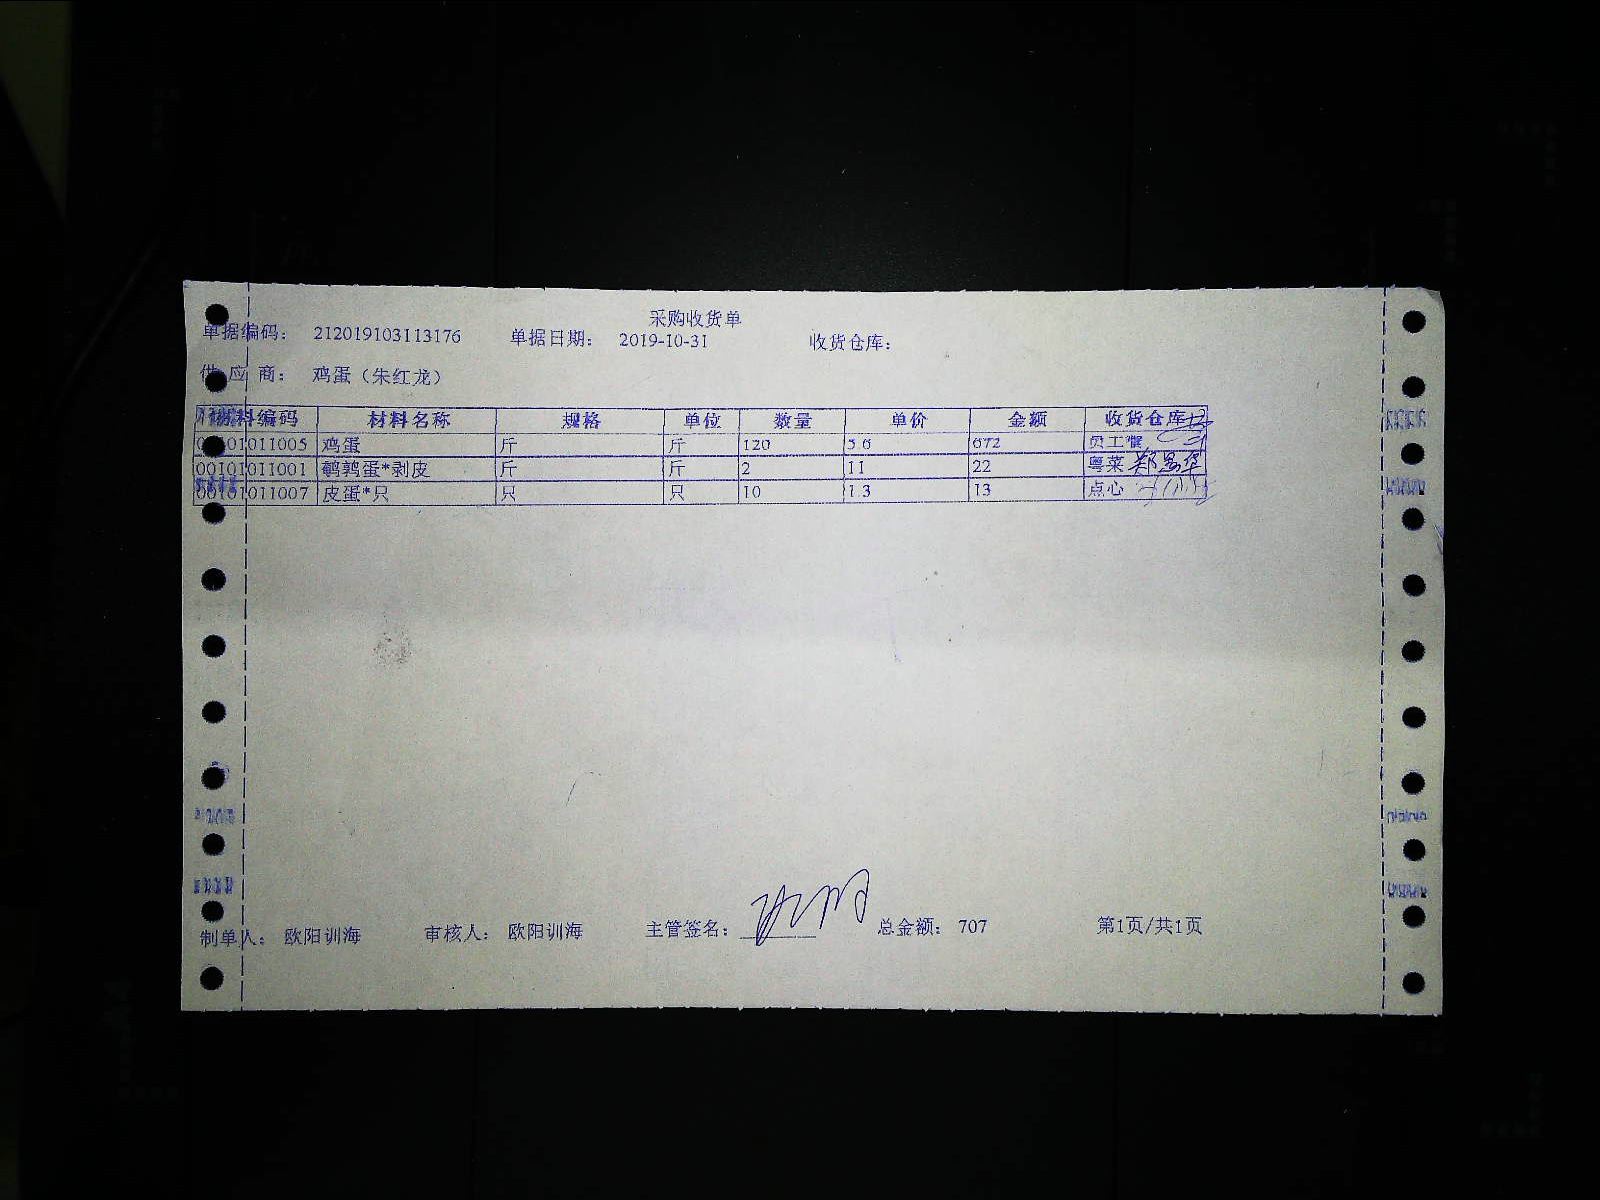 采购收货单
单据编码: 212019103113176 单据日期: 2019-10-31 收货仓库:
供应商: 鸡蛋（朱红龙）
材料编码 材料名称 规格 单位 数量 单价 金额 收货仓库
00101011005 鸡蛋 斤 斤 120 5.6 672 员工餐
00101011001 鹌鹑蛋*剥皮 斤 斤 2 11 22 粤菜
00101011007 皮蛋*只 只 只 10 1.3 13 点心
制单人: 欧阳训海 审核人: 欧阳训海 主管签名: 总金额: 707 第1页/共1页